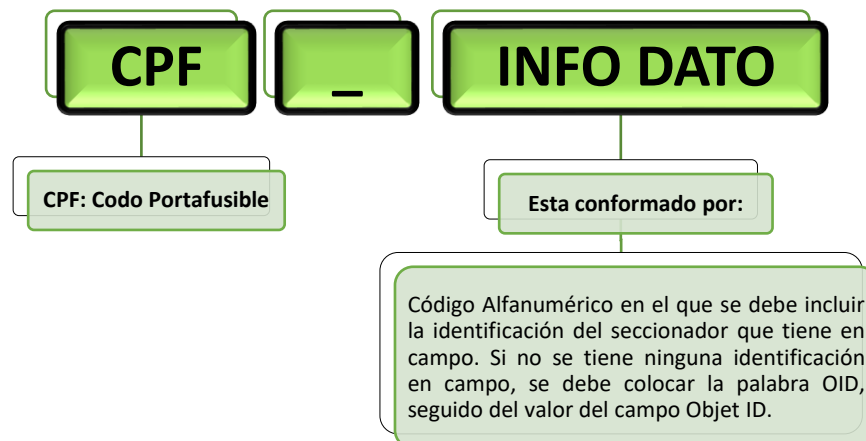 CPF _ INFO DATO
CPF: Codo Portafusible
Esta conformado por:
Código Alfanumérico en el que se debe incluir
la identificación del seccionador que tiene en
campo. Si no se tiene ninguna identificación
en campo, se debe colocar la palabra OID,
seguido del valor del campo Objet ID.